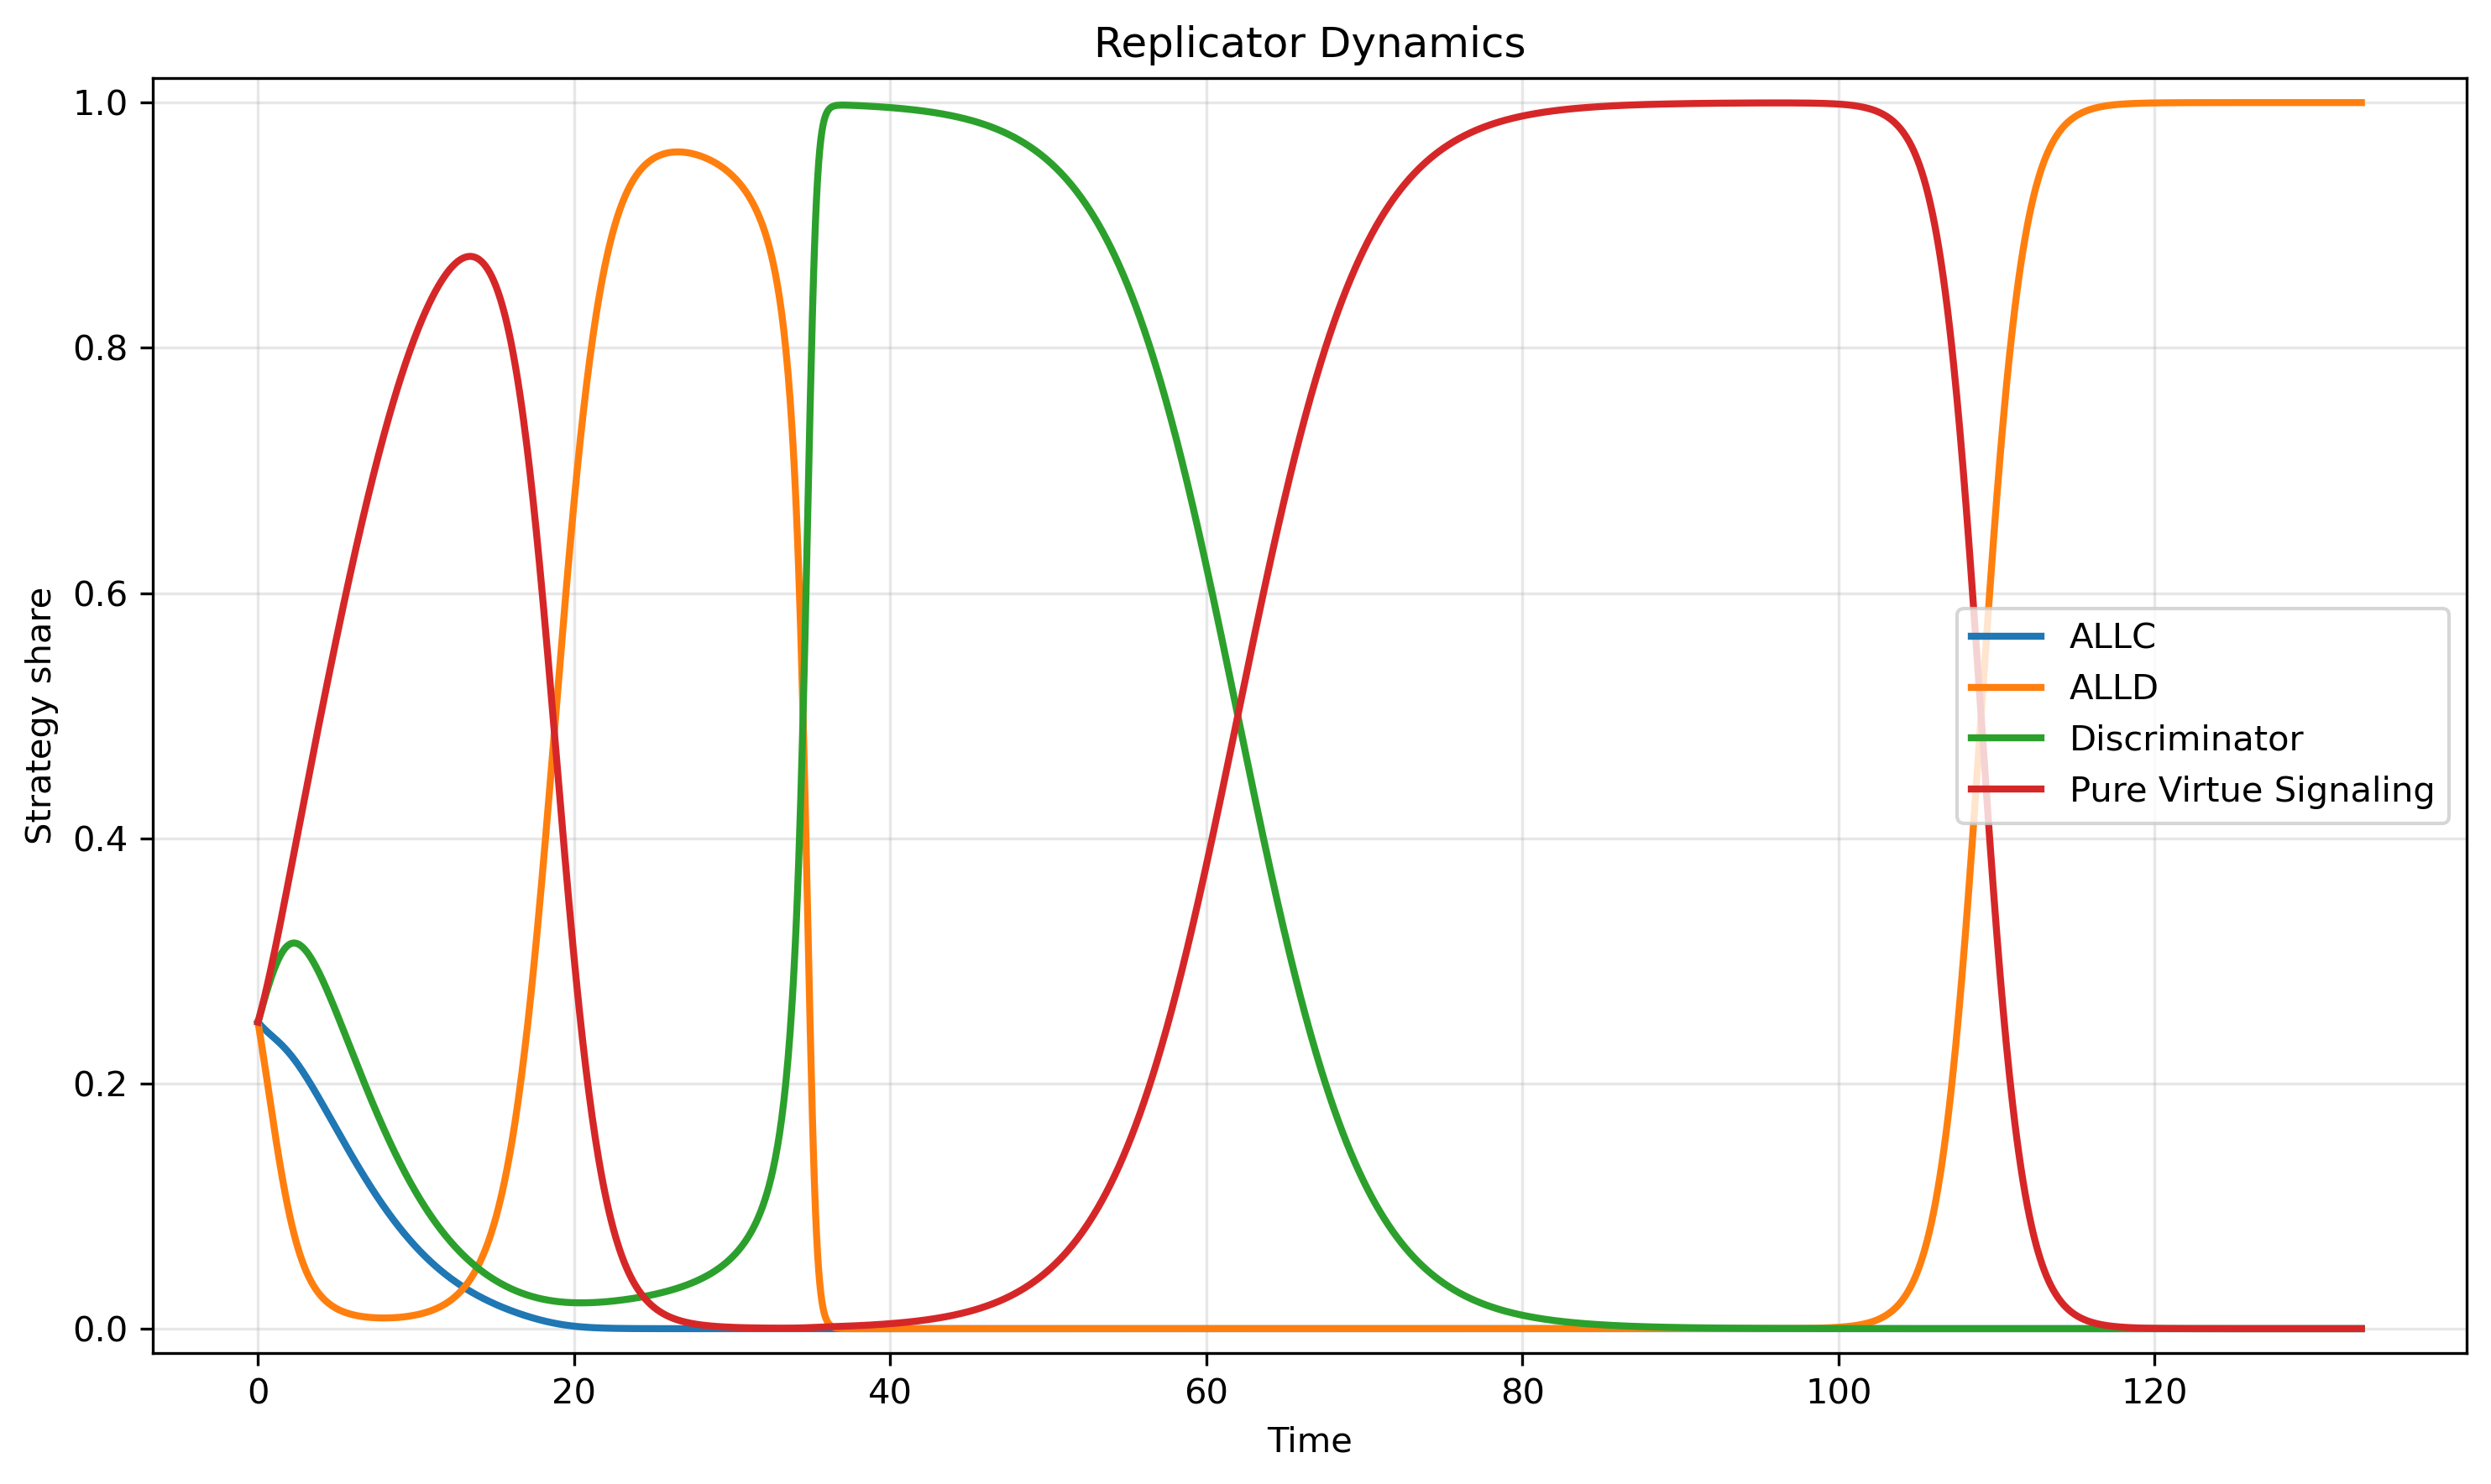 Replicator Dynamics
1.0
0.8
0.6
0.4
0.2
0.0
Strategy share
0
20
40
60
80
100
120
Time
ALLC
ALLD
Discriminator
Pure Virtue Signaling